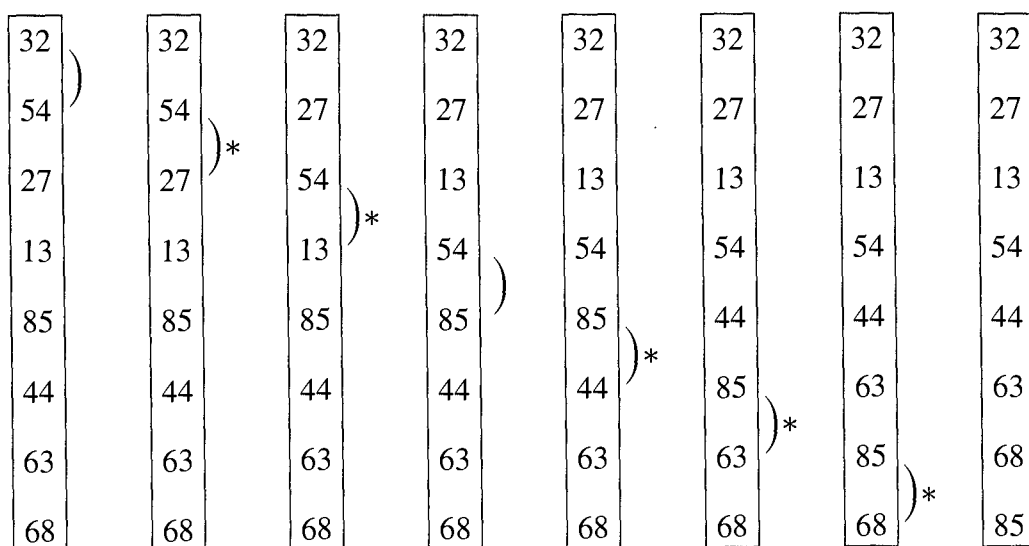 32 32 32 32 32 32 32 32
54 54 27 27 27 27 27 27
27 27 54 13 13 13 13 13
13 13 13 54 54 54 54 54
85 85 85 85 85 44 44 44
44 44 44 44 44 85 63 63
63 63 63 63 63 63 85 68
68 68 68 68 68 68 68 85